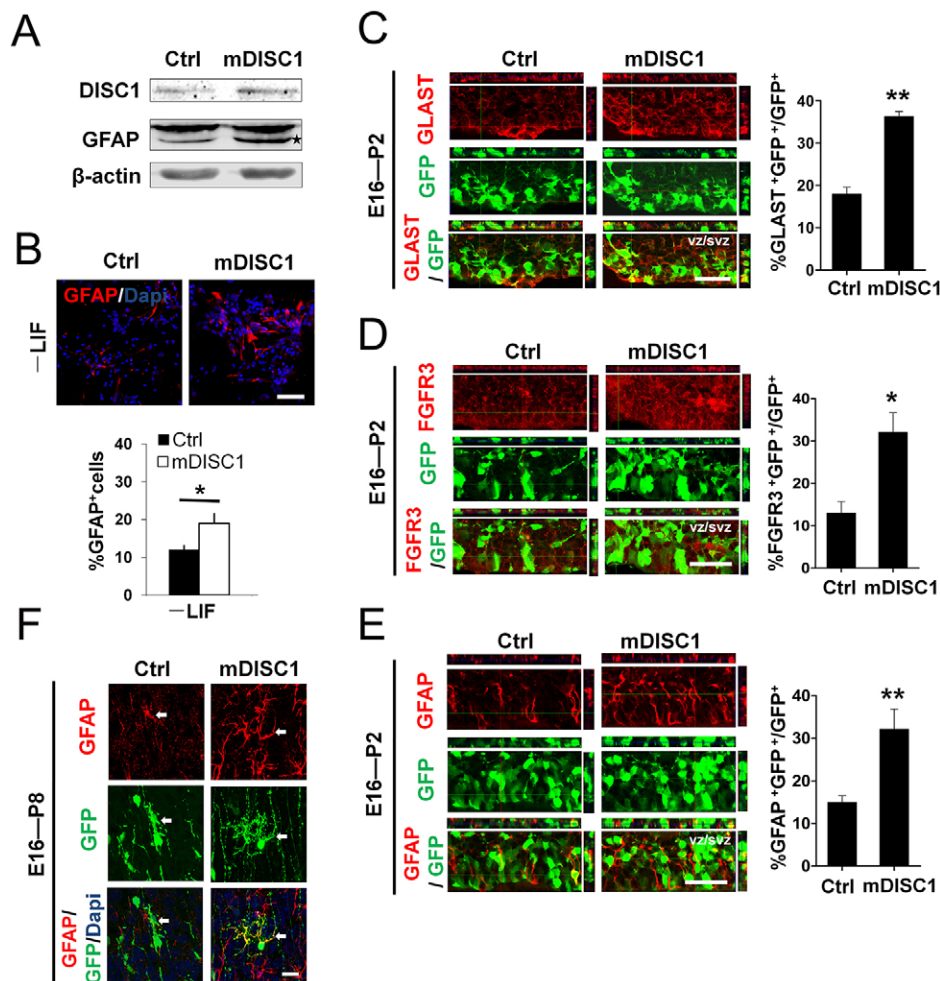 A
Ctrl mDISC1
DISC1
GFAP
★
β-actin
B
Ctrl mDISC1
GFAP/Dapi
—LIF
%GFAP⁺cells
40
30
20
10
0
Ctrl
mDISC1
*
—LIF
C
Ctrl mDISC1
E16—P2
GLAST
GFP
GLAST
/ GFP
vz/svz
%GLAST⁺GFP⁺/GFP⁺
40
30
20
10
0
**
Ctrl mDISC1
D
Ctrl mDISC1
E16—P2
FGFR3
GFP
FGFR3
/GFP
vz/svz
%FGFR3⁺GFP⁺/GFP⁺
40
30
20
10
0
*
Ctrl mDISC1
E
Ctrl mDISC1
E16—P2
GFAP
GFP
GFAP
/ GFP
vz/svz
%GFAP⁺GFP⁺/GFP⁺
40
30
20
10
0
**
Ctrl mDISC1
F
Ctrl mDISC1
E16—P8
GFAP
GFP
GFAP/
GFP/Dapi